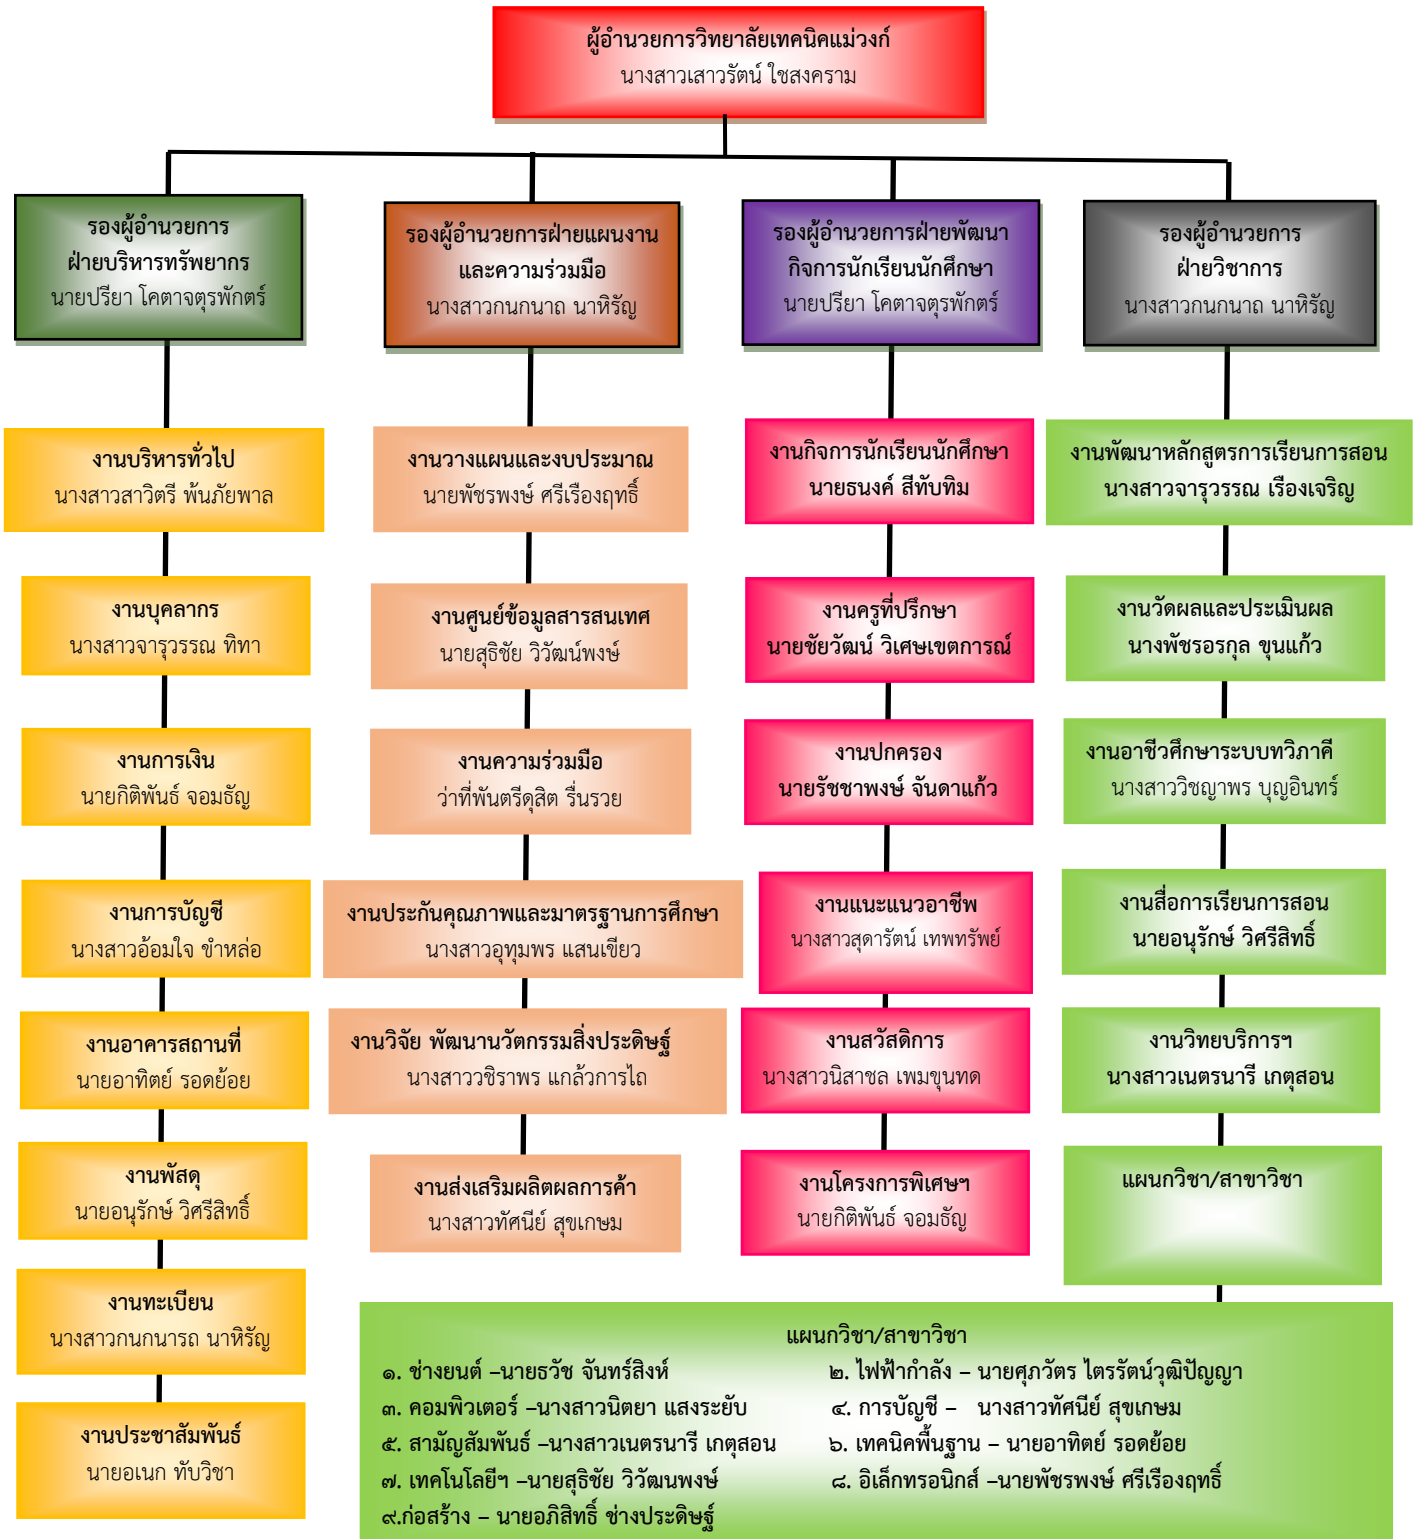 ผู้อำนวยการวิทยาลัยเทคนิคแม่วงก์
นางสาวเสาวรัตน์ ใชสงคราม
รองผู้อำนวยการ
ฝ่ายบริหารทรัพยากร
นายปรียา โคตาจตุรพักตร์
รองผู้อำนวยการฝ่ายแผนงาน
และความร่วมมือ
นางสาวกนกนาถ นาหิรัญ
รองผู้อำนวยการฝ่ายพัฒนา
กิจการนักเรียนนักศึกษา
นายปรียา โคตาจตุรพักตร์
รองผู้อำนวยการ
ฝ่ายวิชาการ
นางสาวกนกนาถ นาหิรัญ
งานบริหารทั่วไป
นางสาวสาวิตรี พ้นภัยพาล
งานบุคลากร
นางสาวจารุวรรณ ทิทา
งานการเงิน
นายกิติพันธ์ จอมธัญ
งานการบัญชี
นางสาวอ้อมใจ ขำหล่อ
งานอาคารสถานที่
นายอาทิตย์ รอดย้อย
งานพัสดุ
นายอนุรักษ์ วิศรีสิทธิ์
งานทะเบียน
นางสาวกนกนารถ นาหิรัญ
งานประชาสัมพันธ์
นายอเนก ทับวิชา
งานวางแผนและงบประมาณ
นายพัชรพงษ์ ศรีเรืองฤทธิ์
งานศูนย์ข้อมูลสารสนเทศ
นายสุธิชัย วิวัฒน์พงษ์
งานความร่วมมือ
ว่าที่พันตรีดุสิต รื่นรวย
งานประกันคุณภาพและมาตรฐานการศึกษา
นางสาวอุทุมพร แสนเขียว
งานวิจัย พัฒนานวัตกรรมสิ่งประดิษฐ์
นางสาววชิราพร แกล้วการไถ
งานส่งเสริมผลิตผลการค้า
นางสาวทัศนีย์ สุขเกษม
งานกิจการนักเรียนนักศึกษา
นายธนงค์ สีทับทิม
งานครูที่ปรึกษา
นายชัยวัฒน์ วิเศษเขตการณ์
งานปกครอง
นายรัชชาพงษ์ จันดาแก้ว
งานแนะแนวอาชีพ
นางสาวสุดารัตน์ เทพทรัพย์
งานสวัสดิการ
นางสาวนิสาชล เพมขุนทด
งานโครงการพิเศษฯ
นายกิติพันธ์ จอมธัญ
งานพัฒนาหลักสูตรการเรียนการสอน
นางสาวจารุวรรณ เรืองเจริญ
งานวัดผลและประเมินผล
นางพัชรอรกุล ขุนแก้ว
งานอาชีวศึกษาระบบทวิภาคี
นางสาววิชญาพร บุญอินทร์
งานสื่อการเรียนการสอน
นายอนุรักษ์ วิศรีสิทธิ์
งานวิทยบริการฯ
นางสาวเนตรนารี เกตุสอน
แผนกวิชา/สาขาวิชา
แผนกวิชา/สาขาวิชา
๑. ช่างยนต์ –นายธวัช จันทร์สิงห์ ๒. ไฟฟ้ากำลัง – นายศุภวัตร ไตรรัตน์วุฒิปัญญา
๓. คอมพิวเตอร์ –นางสาวนิตยา แสงระยับ ๔. การบัญชี – นางสาวทัศนีย์ สุขเกษม
๕. สามัญสัมพันธ์ –นางสาวเนตรนารี เกตุสอน ๖. เทคนิคพื้นฐาน – นายอาทิตย์ รอดย้อย
๗. เทคโนโลยีฯ –นายสุธิชัย วิวัฒนพงษ์ ๘. อิเล็กทรอนิกส์ –นายพัชรพงษ์ ศรีเรืองฤทธิ์
๙.ก่อสร้าง – นายอภิสิทธิ์ ช่างประดิษฐ์